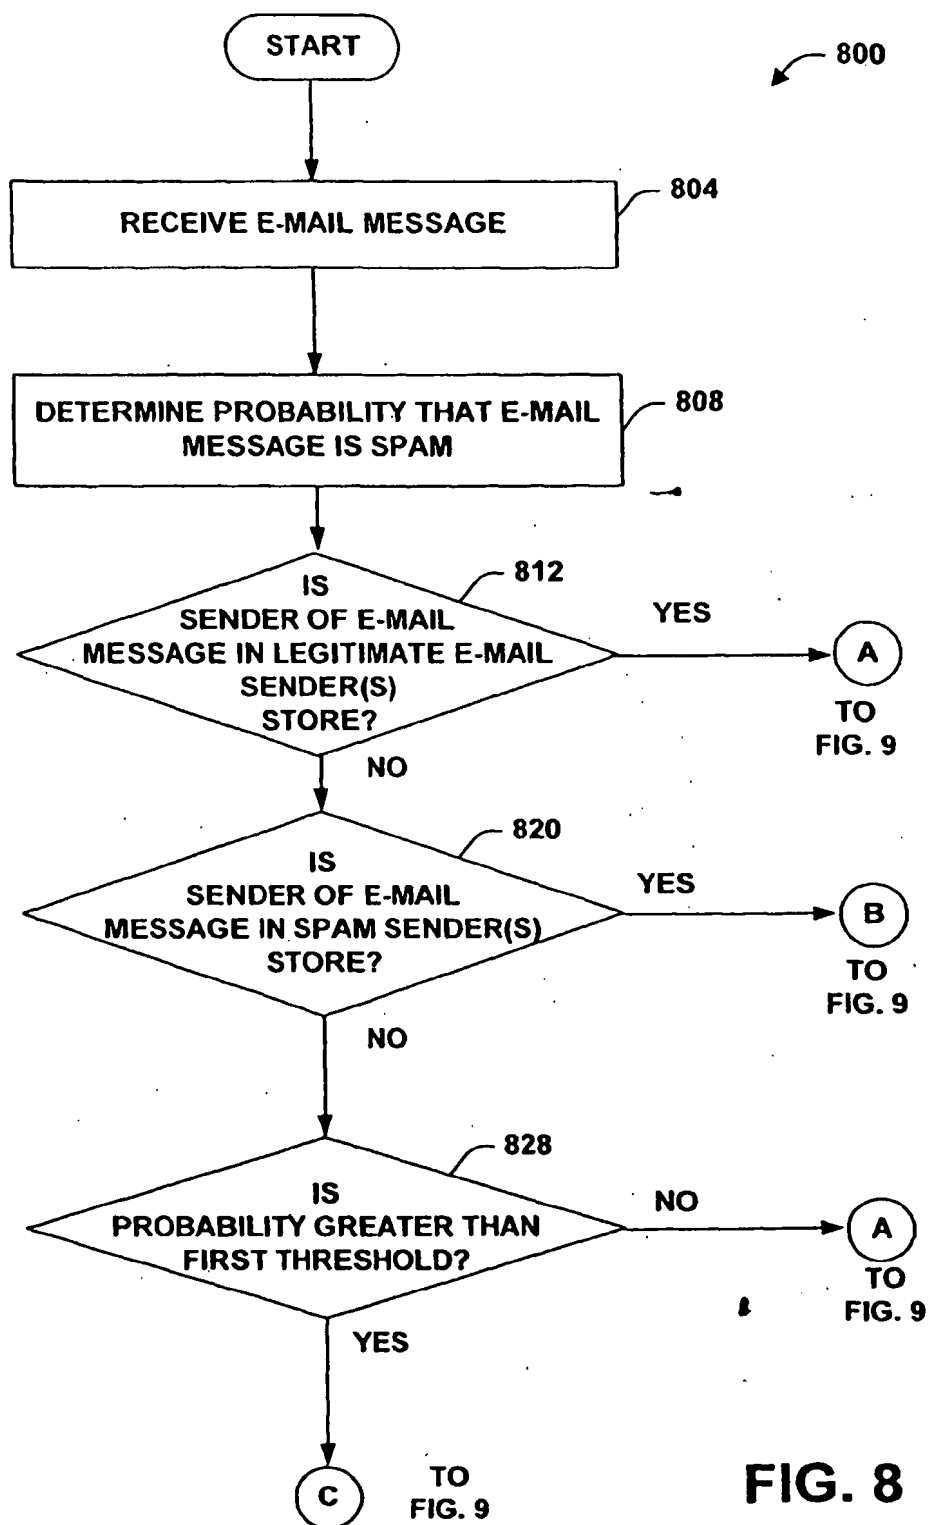 START
800
RECEIVE E-MAIL MESSAGE
804
DETERMINE PROBABILITY THAT E-MAIL
MESSAGE IS SPAM
808
IS
SENDER OF E-MAIL
MESSAGE IN LEGITIMATE E-MAIL
SENDER(S)
STORE?
812
YES
A
TO
FIG. 9
NO
IS
SENDER OF E-MAIL
MESSAGE IN SPAM SENDER(S)
STORE?
820
YES
B
TO
FIG. 9
NO
IS
PROBABILITY GREATER THAN
FIRST THRESHOLD?
828
NO
A
TO
FIG. 9
YES
C
TO
FIG. 9
FIG. 8